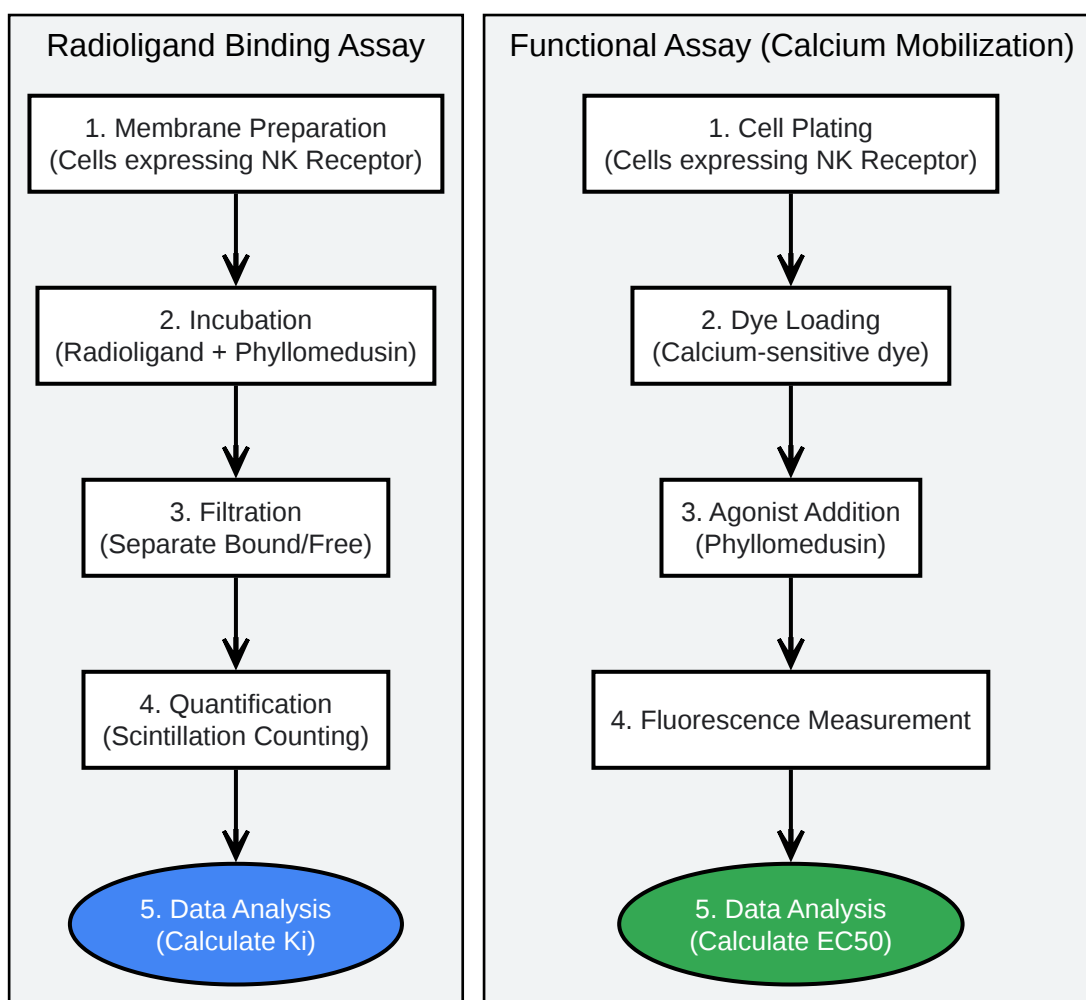 Radioligand Binding Assay
1. Membrane Preparation
(Cells expressing NK Receptor)
2. Incubation
(Radioligand + Phyllomedusin)
3. Filtration
(Separate Bound/Free)
4. Quantification
(Scintillation Counting)
5. Data Analysis
(Calculate Ki)
Functional Assay (Calcium Mobilization)
1. Cell Plating
(Cells expressing NK Receptor)
2. Dye Loading
(Calcium-sensitive dye)
3. Agonist Addition
(Phyllomedusin)
4. Fluorescence Measurement
5. Data Analysis
(Calculate EC50)